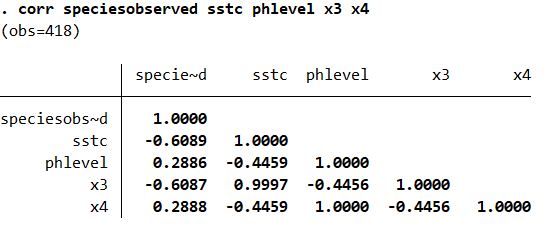 . corr speciesobserved sstc phlevel x3 x4
(obs=418)
specie~d sstc phlevel x3 x4
speciesobs~d 1.0000
sstc -0.6089 1.0000
phlevel 0.2886 -0.4459 1.0000
x3 -0.6087 0.9997 -0.4456 1.0000
x4 0.2888 -0.4459 1.0000 -0.4456 1.0000